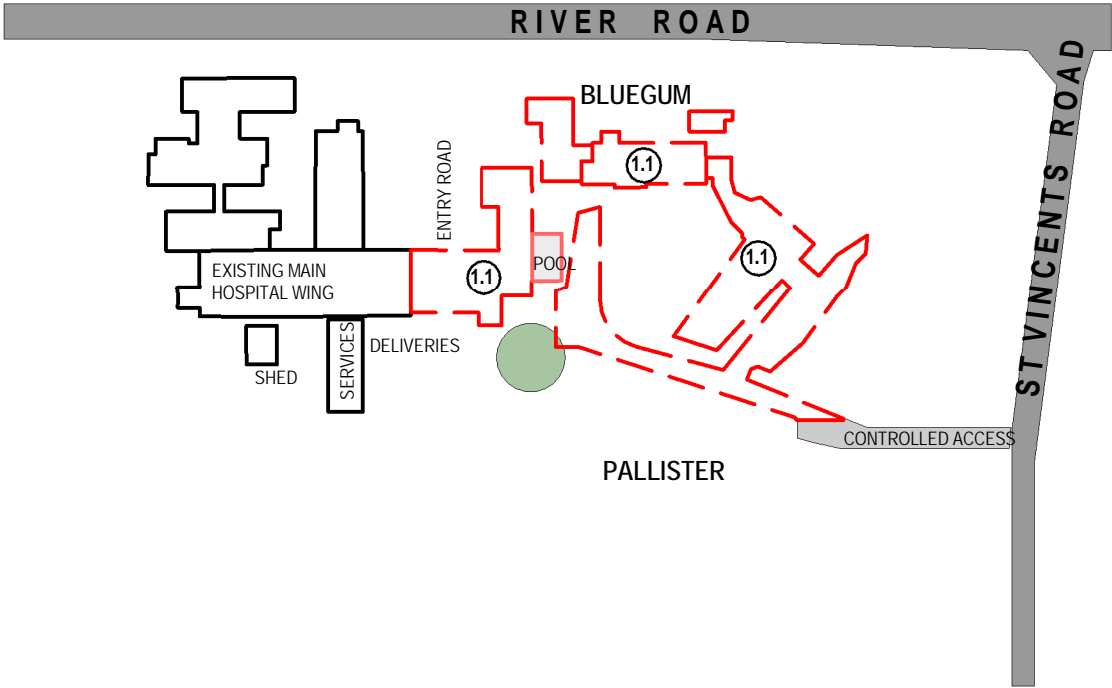 RIVER ROAD
ST VINCENTS ROAD
BLUEGUM
1.1
ENTRY ROAD
1.1
1.1
POOL
EXISTING MAIN
HOSPITAL WING
SERVICES
DELIVERIES
SHED
CONTROLLED ACCESS
PALLISTER